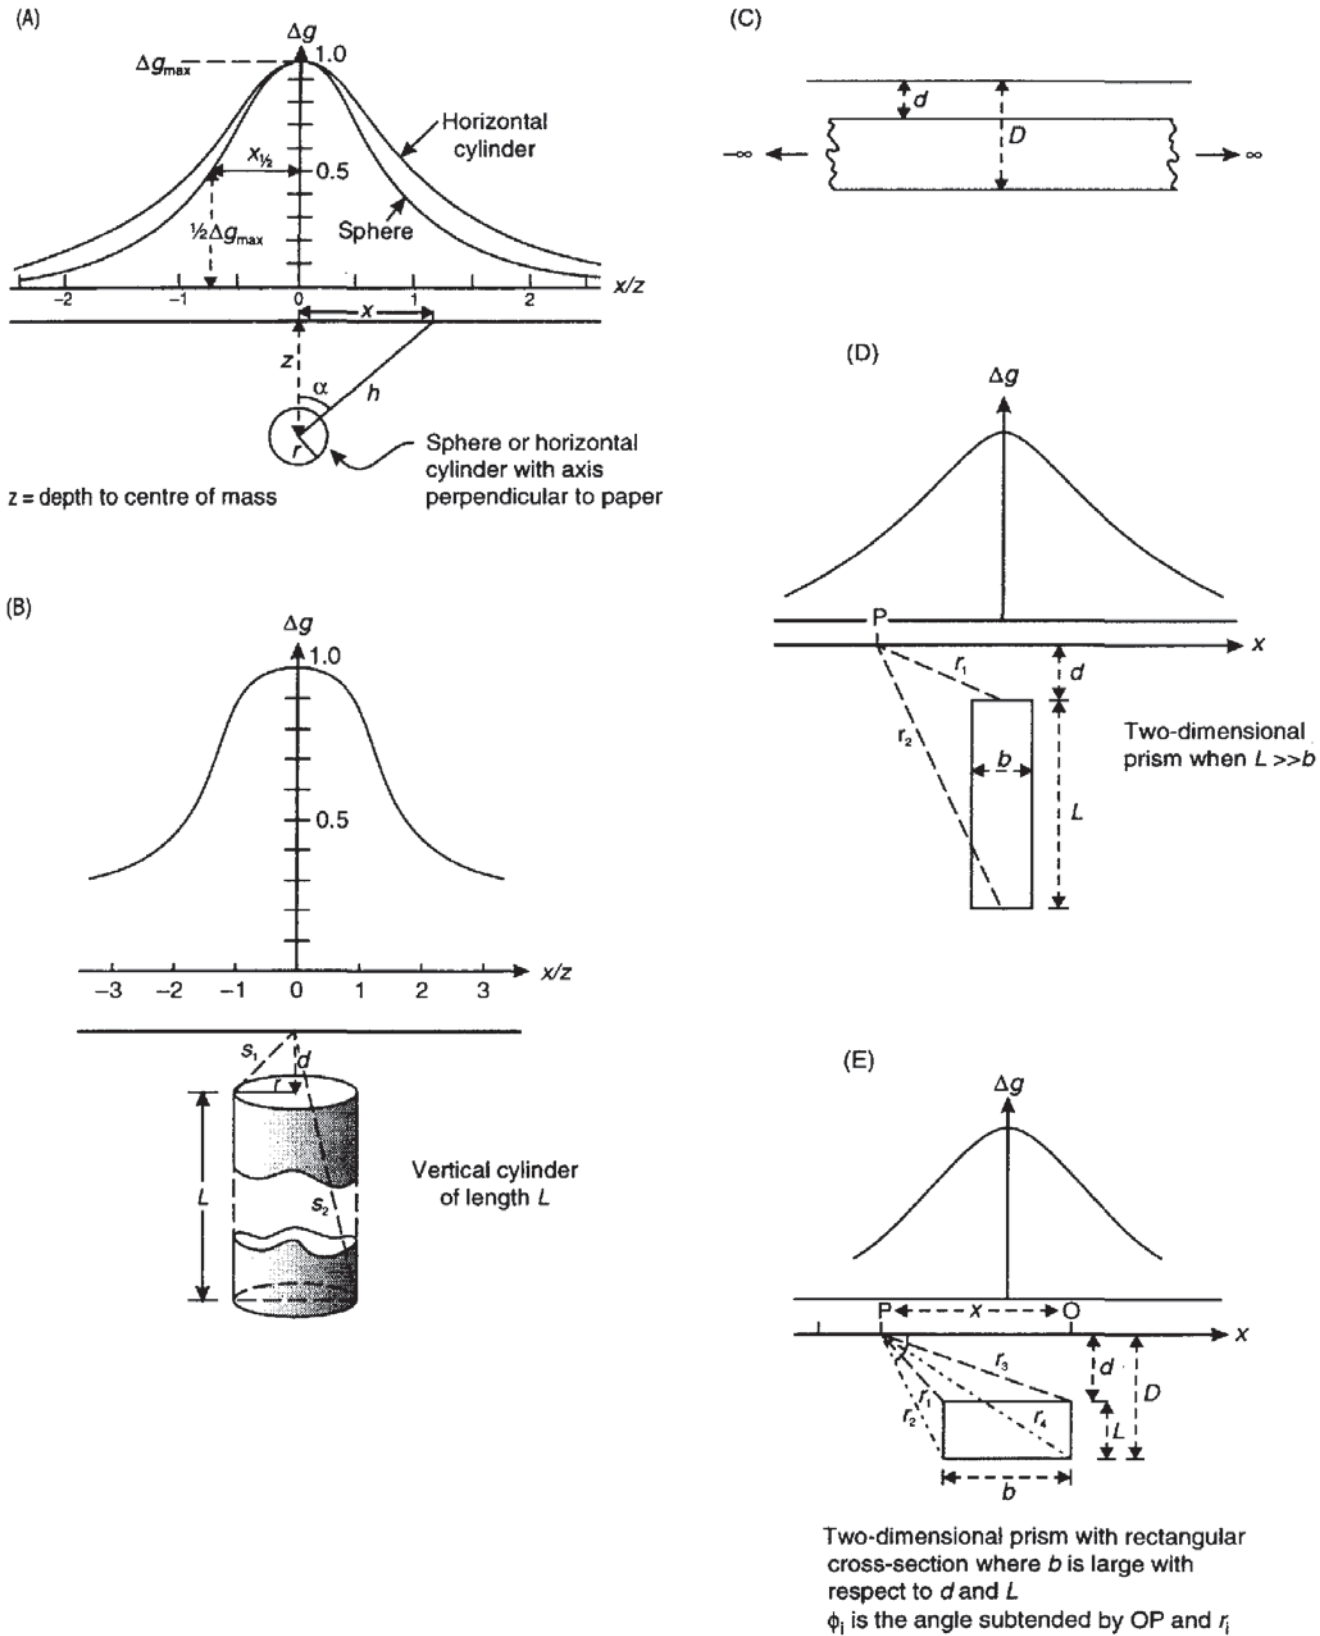 (A)
Δg
Δgmax
1.0
Horizontal
cylinder
x½
0.5
½Δgmax
Sphere
−2
−1
0
1
2
x/z
x
z
α
h
r
Sphere or horizontal
cylinder with axis
perpendicular to paper
z = depth to centre of mass
(B)
Δg
1.0
0.5
−3
−2
−1
0
1
2
3
x/z
s₁
d
r
L
s₂
Vertical cylinder
of length L
(C)
d
D
−∞
∞
(D)
Δg
P
x
r₁
d
r₂
b
L
Two-dimensional
prism when L >>b
(E)
Δg
P
x
O
x
r₃
d
D
r₁
r₂
r₄
L
b
Two-dimensional prism with rectangular
cross-section where b is large with
respect to d and L
ϕᵢ is the angle subtended by OP and rᵢ